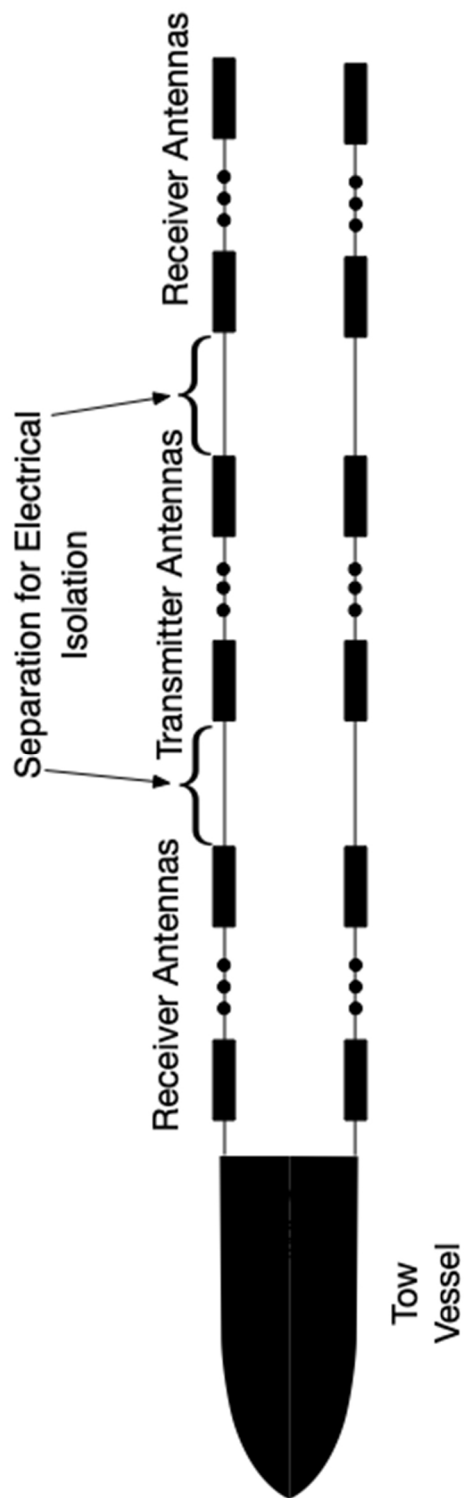 Separation for Electrical
Isolation
Receiver Antennas
Transmitter Antennas
Receiver Antennas
Tow
Vessel